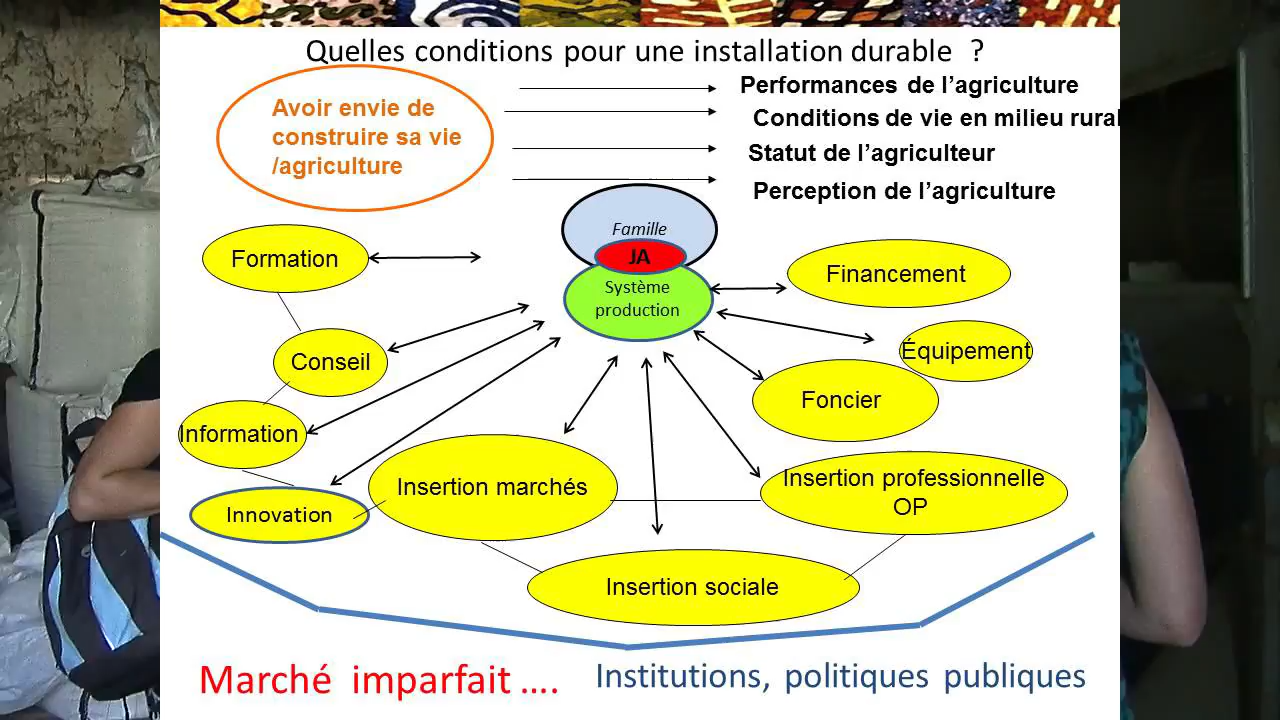 Quelles conditions pour une installation durable ?
Avoir envie de
construire sa vie
/agriculture
Performances de l’agriculture
Conditions de vie en milieu rural
Statut de l’agriculteur
Perception de l’agriculture
Famille
JA
Système
production
Formation
Conseil
Information
Innovation
Insertion marchés
Insertion sociale
Insertion professionnelle
OP
Foncier
Équipement
Financement
Marché imparfait ....
Institutions, politiques publiques